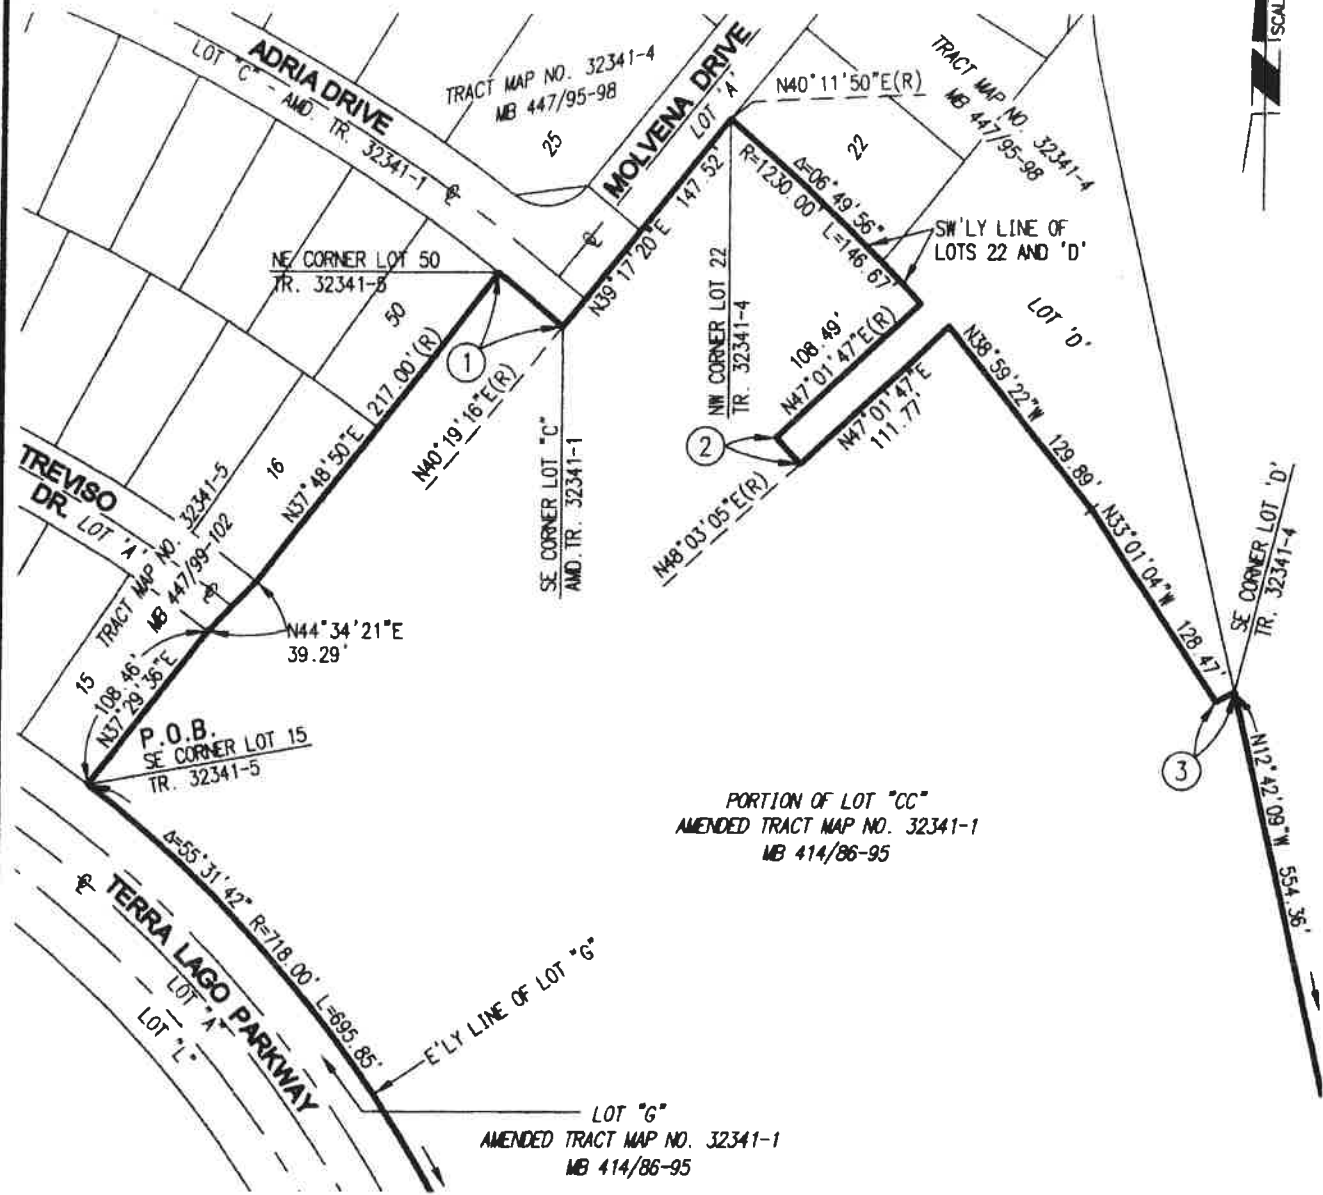 SCAL
ADRIA DRIVE
LOT "C" - AMD. TR. 32341-1
TRACT MAP NO. 32341-4
MB 447/95-98
25
MOLVENA DRIVE
LOT 'A'
N40°11'50"E(R)
TRACT MAP NO. 32341-4
MB 447/95-98
22
Δ=06°49'56"
R=1230.00'
L=146.67'
SW'LY LINE OF
LOTS 22 AND 'D'
LOT 'D'
NE CORNER LOT 50
TR. 32341-5
50
1
N39°17'20"E 147.52'
N40°19'16"E(R)
SE CORNER LOT "C"
AMD.TR. 32341-1
NW CORNER LOT 22
TR. 32341-4
108.49'
N47°01'47"E(R)
N47°01'47"E
111.77'
2
N48°03'05"E(R)
N38°59'22"W 129.89'
N33°01'04"W 128.47'
SE CORNER LOT 'D'
TR. 32341-4
3
N12°42'09"W 554.36'
TREVISO
DR.
LOT 'A'
16
N37°48'50"E 217.00'(R)
TRACT MAP NO. 32341-5
MB 447/99-102
N44°34'21"E
39.29'
15
108.46'
N37°29'36"E
P.O.B.
SE CORNER LOT 15
TR. 32341-5
PORTION OF LOT "CC"
AMENDED TRACT MAP NO. 32341-1
MB 414/86-95
Δ=55°31'42" R=718.00' L=695.85'
TERRA LAGO PARKWAY
LOT "A"
LOT "L"
E'LY LINE OF LOT "G"
LOT "G"
AMENDED TRACT MAP NO. 32341-1
MB 414/86-95